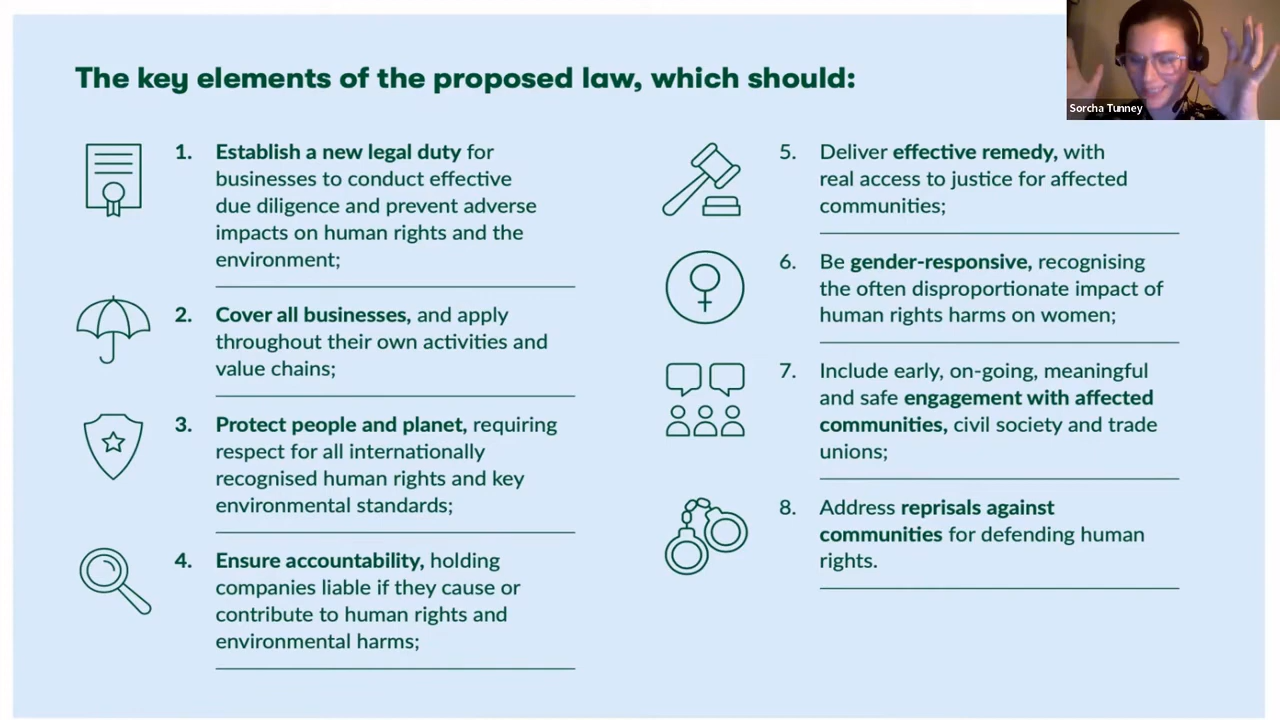 The key elements of the proposed law, which should:
1. Establish a new legal duty for
businesses to conduct effective
due diligence and prevent adverse
impacts on human rights and the
environment;
2. Cover all businesses, and apply
throughout their own activities and
value chains;
3. Protect people and planet, requiring
respect for all internationally
recognised human rights and key
environmental standards;
4. Ensure accountability, holding
companies liable if they cause or
contribute to human rights and
environmental harms;
5. Deliver effective remedy, with
real access to justice for affected
communities;
6. Be gender-responsive, recognising
the often disproportionate impact of
human rights harms on women;
7. Include early, on-going, meaningful
and safe engagement with affected
communities, civil society and trade
unions;
8. Address reprisals against
communities for defending human
rights.
Sorcha Tunney